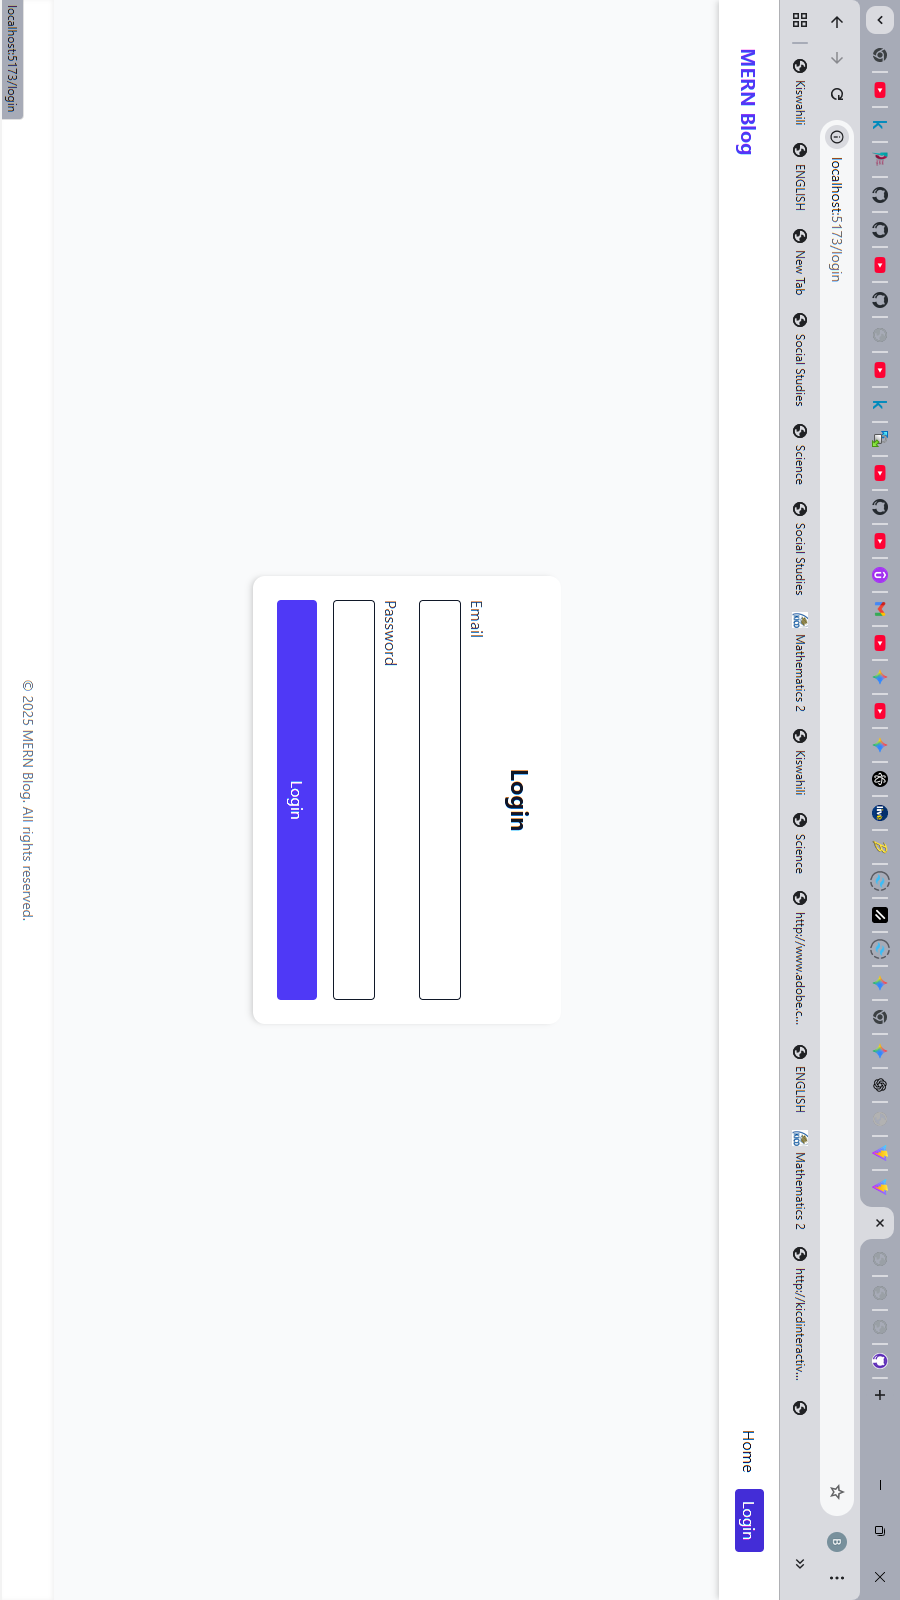 localhost:5173/login
Kiswahili
ENGLISH
New Tab
Social Studies
Science
Social Studies
Mathematics 2
Kiswahili
Science
http://www.adobe.c...
ENGLISH
Mathematics 2
http://kicdinteractiv...
MERN Blog
Home
Login
Login
Email
Password
Login
© 2025 MERN Blog. All rights reserved.
localhost:5173/login